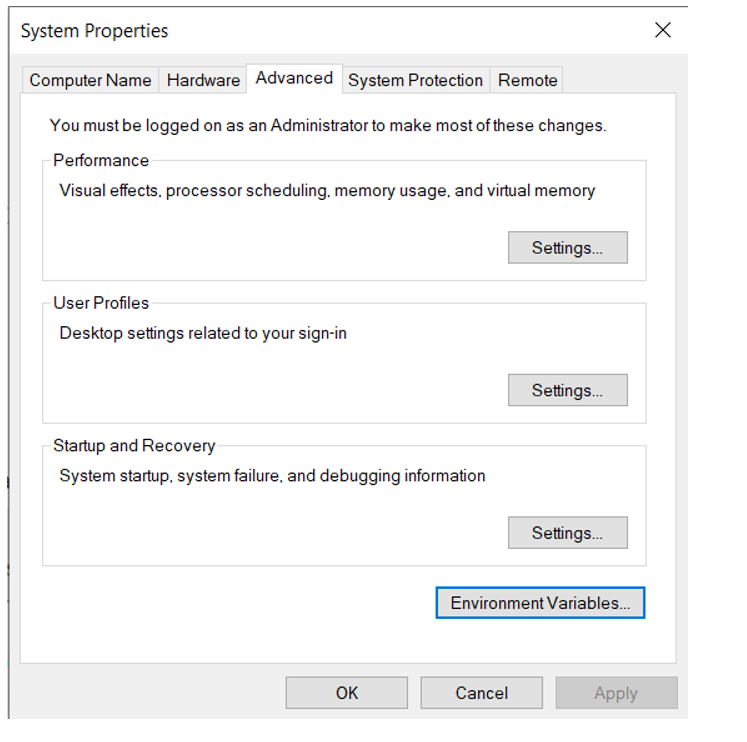 System Properties
Computer Name Hardware Advanced System Protection Remote
You must be logged on as an Administrator to make most of these changes.
Performance
Visual effects, processor scheduling, memory usage, and virtual memory
Settings...
User Profiles
Desktop settings related to your sign-in
Settings...
Startup and Recovery
System startup, system failure, and debugging information
Settings...
Environment Variables...
OK Cancel Apply